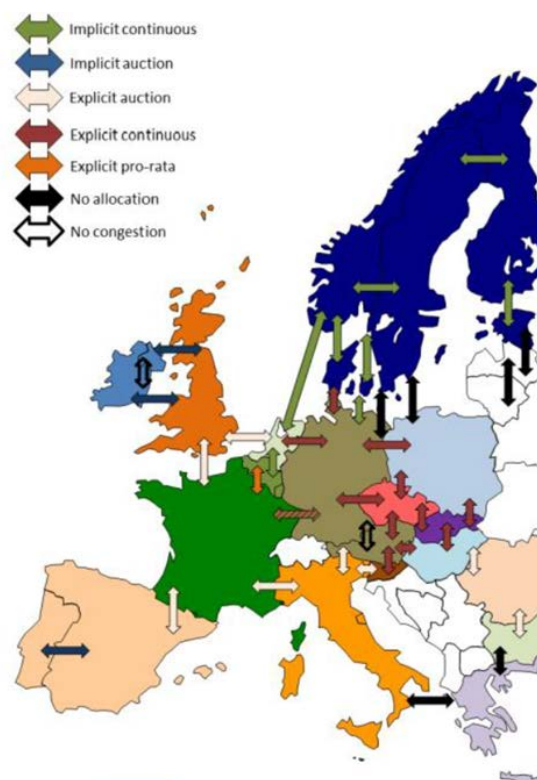 Implicit continuous
Implicit auction
Explicit auction
Explicit continuous
Explicit pro-rata
No allocation
No congestion